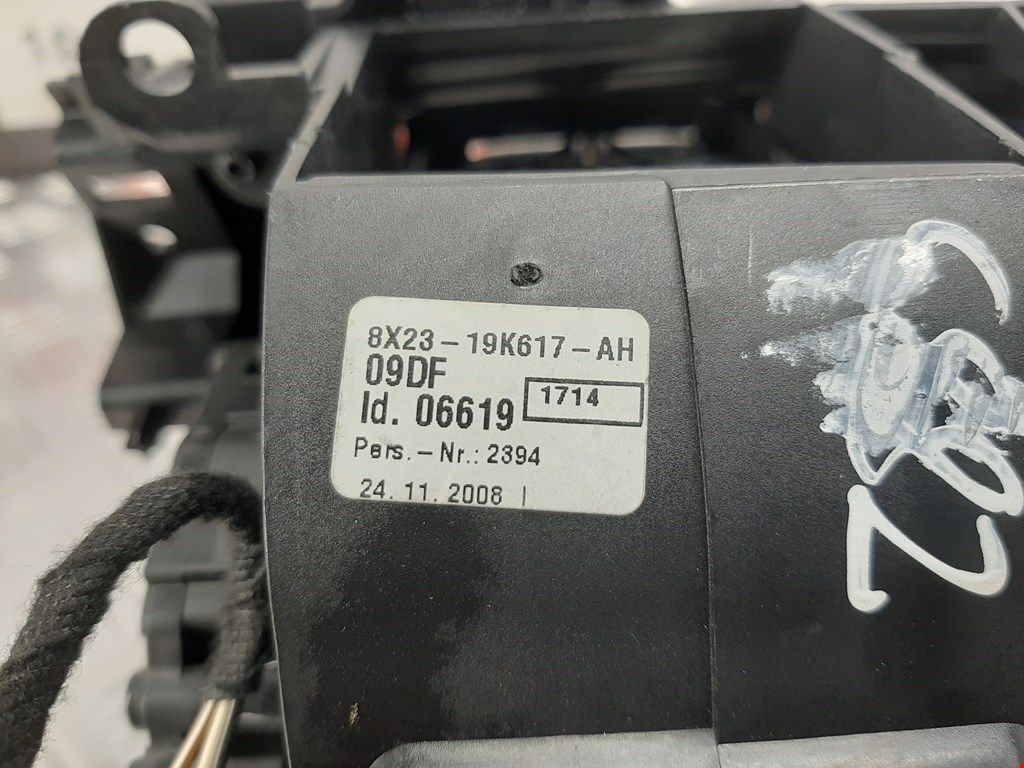 8X23-19K617-AH
09DF
Id. 06619 1714
Pers.-Nr.: 2394
24. 11. 2008 |